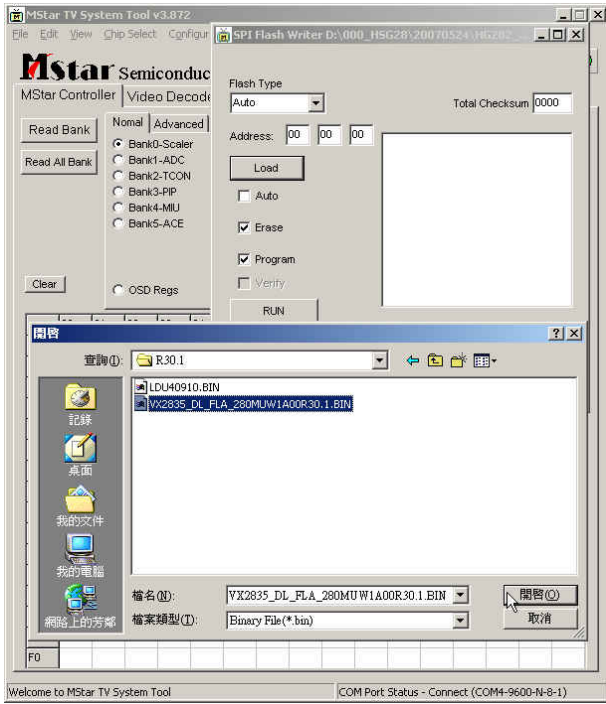 MStar TV System Tool v3.872
File Edit View Chip Select Configur
SPI Flash Writer D:\000_HSG28\20070524\HG282_...
MStar Semiconduc
MStar Controller Video Decode
Read Bank
Read All Bank
Clear
Normal Advanced
Bank0-Scaler
Bank1-ADC
Bank2-TCON
Bank3-PIP
Bank4-MIU
Bank5-ACE
OSD Regs
Flash Type
Auto
Total Checksum 0000
Address: 00 00 00
Load
Auto
Erase
Program
Verify
RUN
開啓
查詢(I): R30.1
LDU40910.BIN
VX2835_DL_FLA_280MUW1A00R30.1.BIN
記錄
桌面
我的文件
我的電腦
網路上的芳鄰
檔名(N): VX2835_DL_FLA_280MUW1A00R30.1.BIN 開啓(O)
檔案類型(T): Binary File(*.bin) 取消
F0
Welcome to MStar TV System Tool COM Port Status - Connect (COM4-9600-N-8-1)